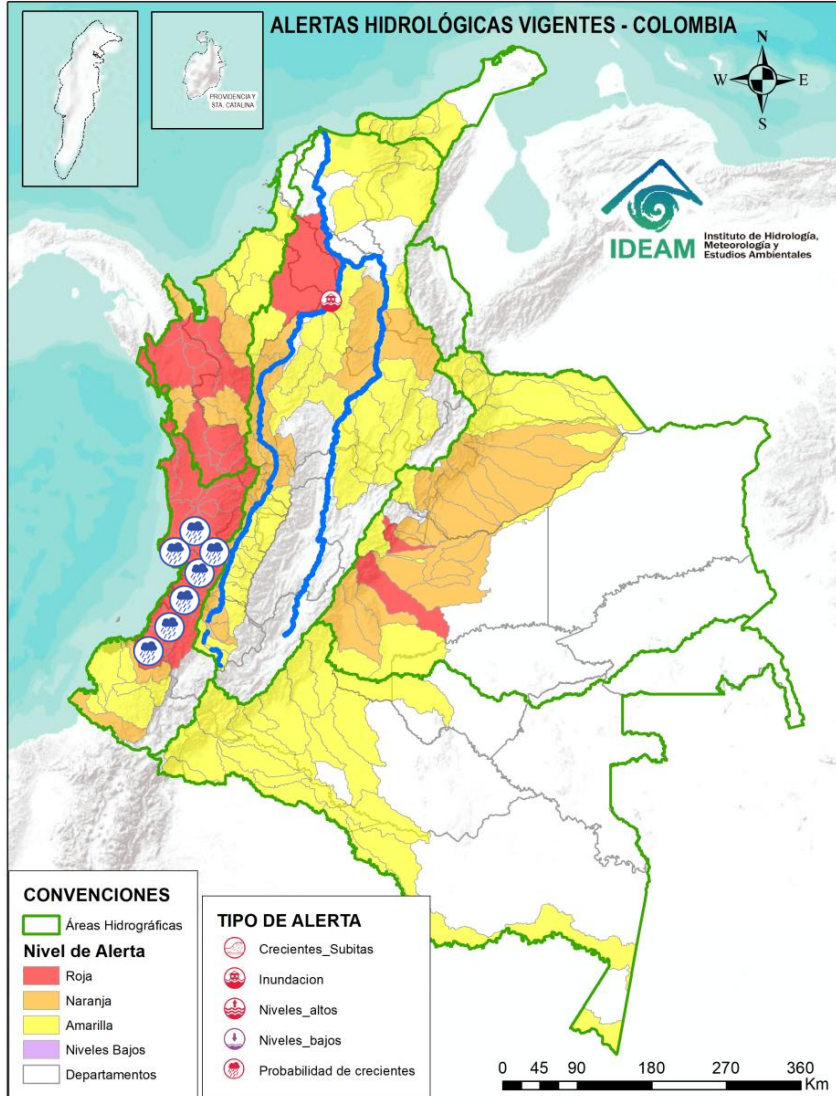 ALERTAS HIDROLÓGICAS VIGENTES - COLOMBIA
PROVIDENCIA Y
STA. CATALINA
N
W
E
S
IDEAM
Instituto de Hidrología,
Meteorología y
Estudios Ambientales
CONVENCIONES
Áreas Hidrográficas
Nivel de Alerta
Roja
Naranja
Amarilla
Niveles Bajos
Departamentos
TIPO DE ALERTA
Crecientes_Subitas
Inundacion
Niveles_altos
Niveles_bajos
Probabilidad de crecientes
0 45 90 180 270 360
Km